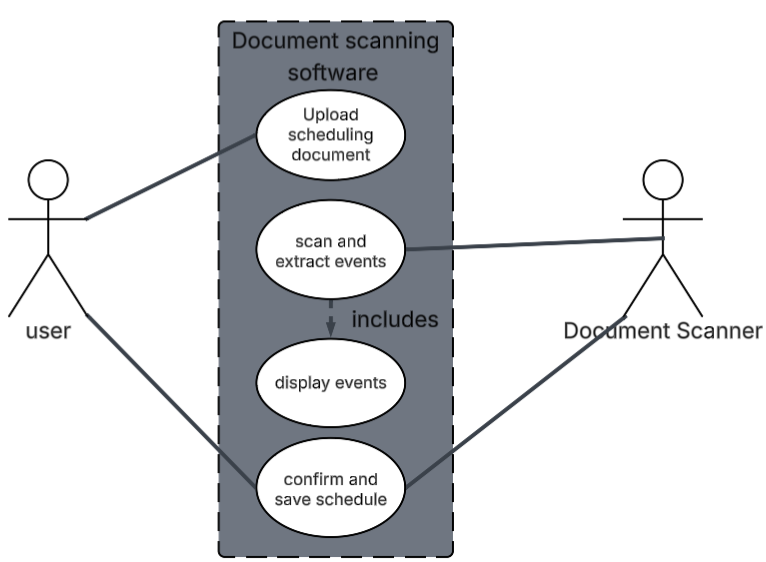 Document scanning
software
Upload
scheduling
document
scan and
extract events
includes
user
Document Scanner
display events
confirm and
save schedule